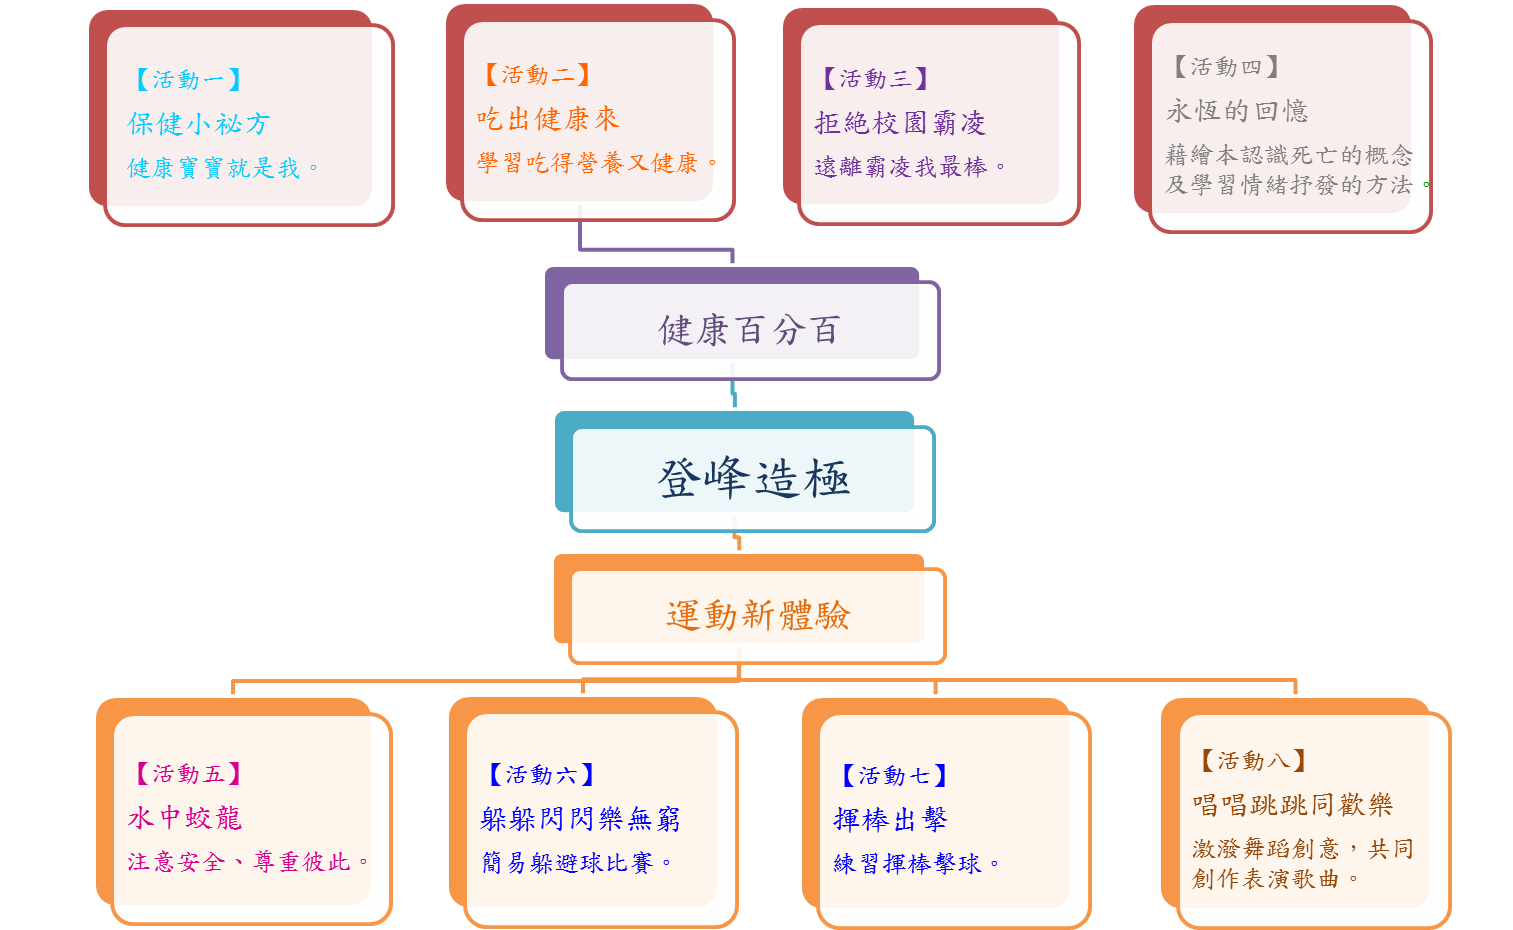 【活動一】
保健小祕方
健康寶寶就是我。
【活動二】
吃出健康來
學習吃得營養又健康。
【活動三】
拒絕校園霸凌
遠離霸凌我最棒。
【活動四】
永恆的回憶
藉繪本認識死亡的概念
及學習情緒抒發的方法。
健康百分百
登峰造極
運動新體驗
【活動五】
水中蛟龍
注意安全、尊重彼此。
【活動六】
躲躲閃閃樂無窮
簡易躲避球比賽。
【活動七】
揮棒出擊
練習揮棒擊球。
【活動八】
唱唱跳跳同歡樂
激潑舞蹈創意，共同
創作表演歌曲。